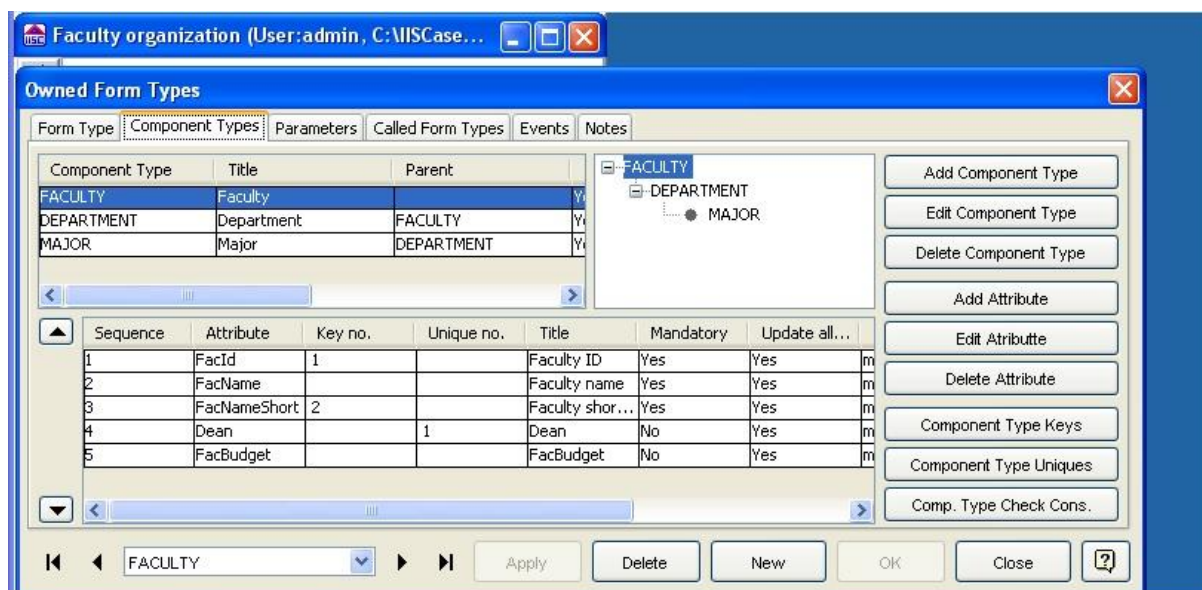 IISC Faculty organization (User:admin, C:\IISCase...
Owned Form Types
Form Type Component Types Parameters Called Form Types Events Notes
Component Type Title Parent
FACULTY Faculty
DEPARTMENT Department FACULTY
MAJOR Major DEPARTMENT
FACULTY
DEPARTMENT
MAJOR
Add Component Type
Edit Component Type
Delete Component Type
Add Attribute
Edit Atributte
Delete Attribute
Component Type Keys
Component Type Uniques
Comp. Type Check Cons.
Sequence Attribute Key no. Unique no. Title Mandatory Update all...
1 FacId 1 Faculty ID Yes Yes m
2 FacName Faculty name Yes Yes m
3 FacNameShort 2 Faculty shor... Yes Yes m
4 Dean 1 Dean No Yes m
5 FacBudget FacBudget No Yes m
FACULTY Apply Delete New OK Close ?